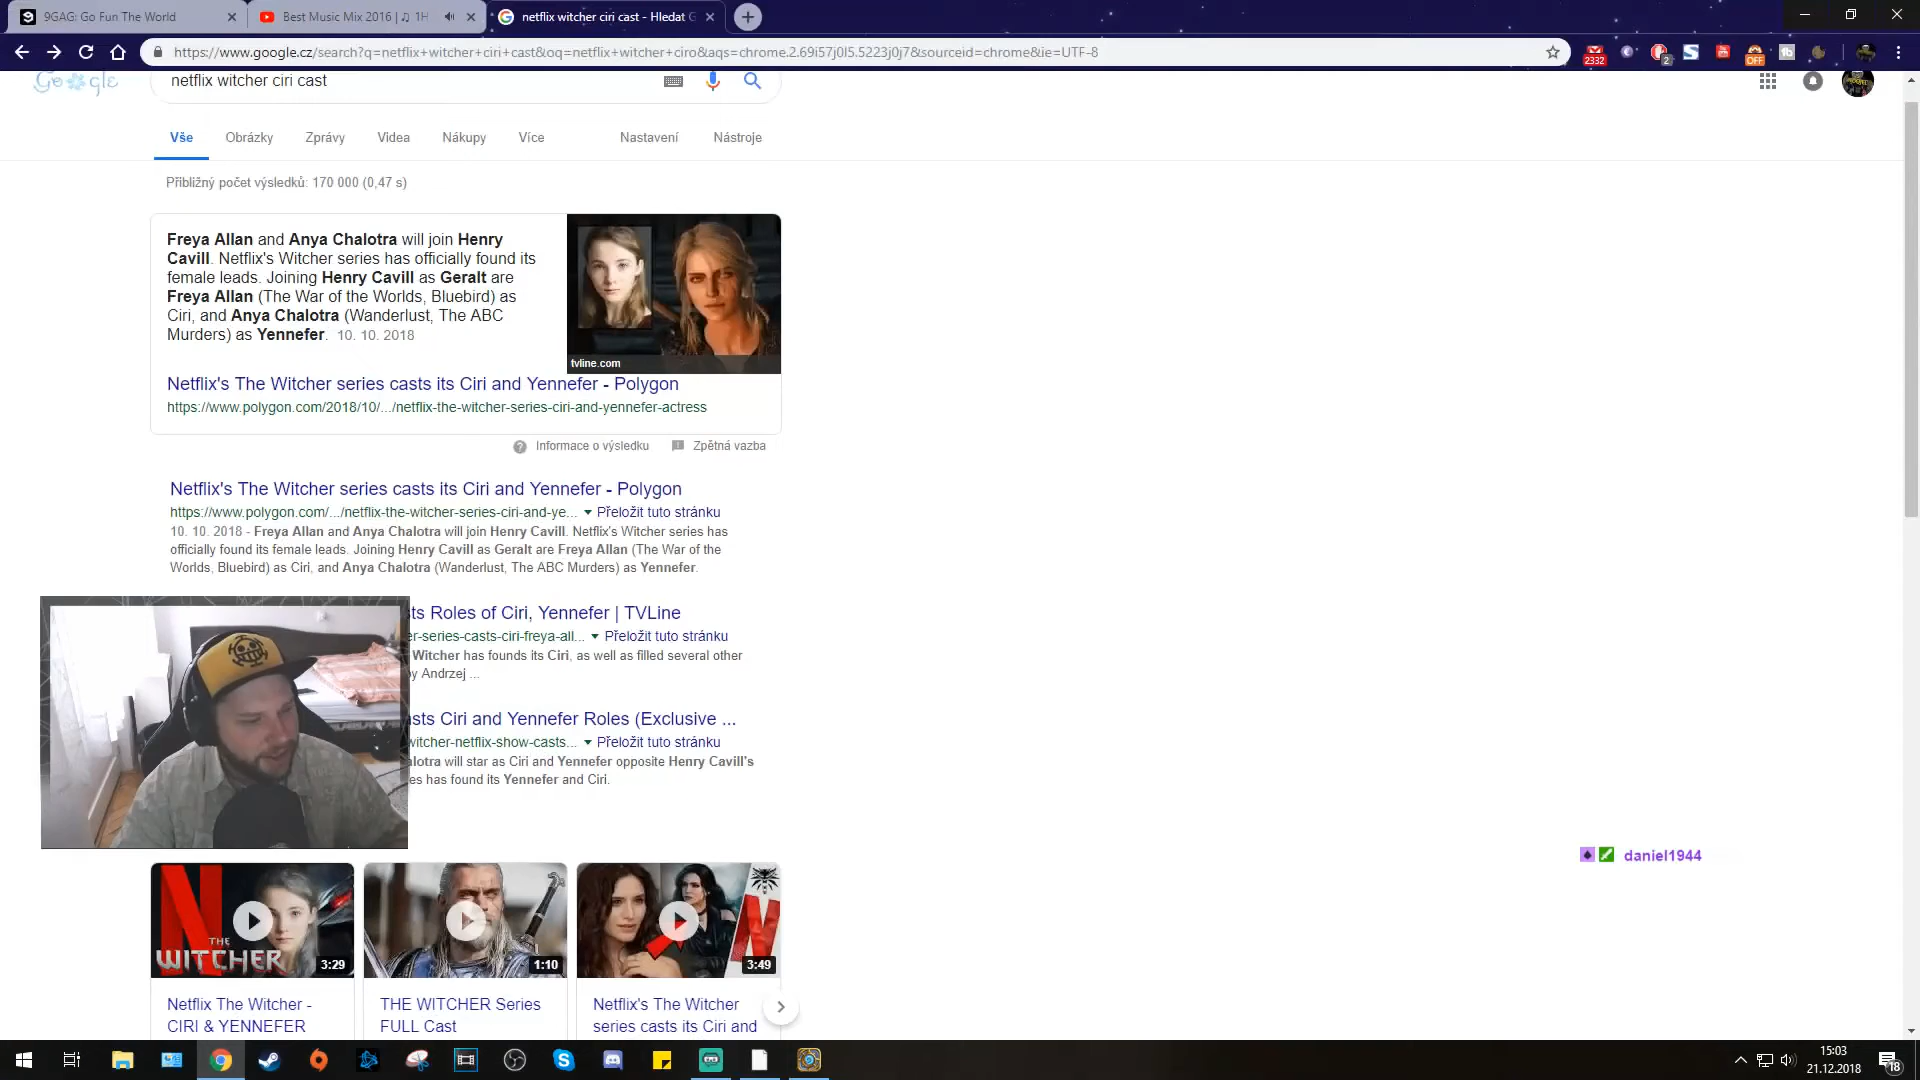 9GAG: Go Fun The World
Best Music Mix 2016 | ♫ 1H
netflix witcher ciri cast - Hledat G
https://www.google.cz/search?q=netflix+witcher+ciri+cast&oq=netflix+witcher+ciro&aqs=chrome.2.69i57j0l5.5223j0j7&sourceid=chrome&ie=UTF-8
2332
2
OFF
Google
netflix witcher ciri cast
Vše
Obrázky
Zprávy
Videa
Nákupy
Více
Nastavení
Nástroje
Přibližný počet výsledků: 170 000 (0,47 s)
Freya Allan and Anya Chalotra will join Henry
Cavill. Netflix's Witcher series has officially found its
female leads. Joining Henry Cavill as Geralt are
Freya Allan (The War of the Worlds, Bluebird) as
Ciri, and Anya Chalotra (Wanderlust, The ABC
Murders) as Yennefer. 10. 10. 2018
tvline.com
Netflix's The Witcher series casts its Ciri and Yennefer - Polygon
https://www.polygon.com/2018/10/.../netflix-the-witcher-series-ciri-and-yennefer-actress
Informace o výsledku
Zpětná vazba
Netflix's The Witcher series casts its Ciri and Yennefer - Polygon
https://www.polygon.com/.../netflix-the-witcher-series-ciri-and-ye... Přeložit tuto stránku
10. 10. 2018 - Freya Allan and Anya Chalotra will join Henry Cavill. Netflix's Witcher series has
officially found its female leads. Joining Henry Cavill as Geralt are Freya Allan (The War of the
Worlds, Bluebird) as Ciri, and Anya Chalotra (Wanderlust, The ABC Murders) as Yennefer.
ts Roles of Ciri, Yennefer | TVLine
er-series-casts-ciri-freya-all... Přeložit tuto stránku
Witcher has founds its Ciri, as well as filled several other
y Andrzej ...
sts Ciri and Yennefer Roles (Exclusive ...
witcher-netflix-show-casts... Přeložit tuto stránku
alotra will star as Ciri and Yennefer opposite Henry Cavill's
es has found its Yennefer and Ciri.
daniel1944
THE
WITCHER
3:29
1:10
3:49
Netflix The Witcher -
CIRI & YENNEFER
THE WITCHER Series
FULL Cast
Netflix's The Witcher
series casts its Ciri and
15:03
21.12.2018
18